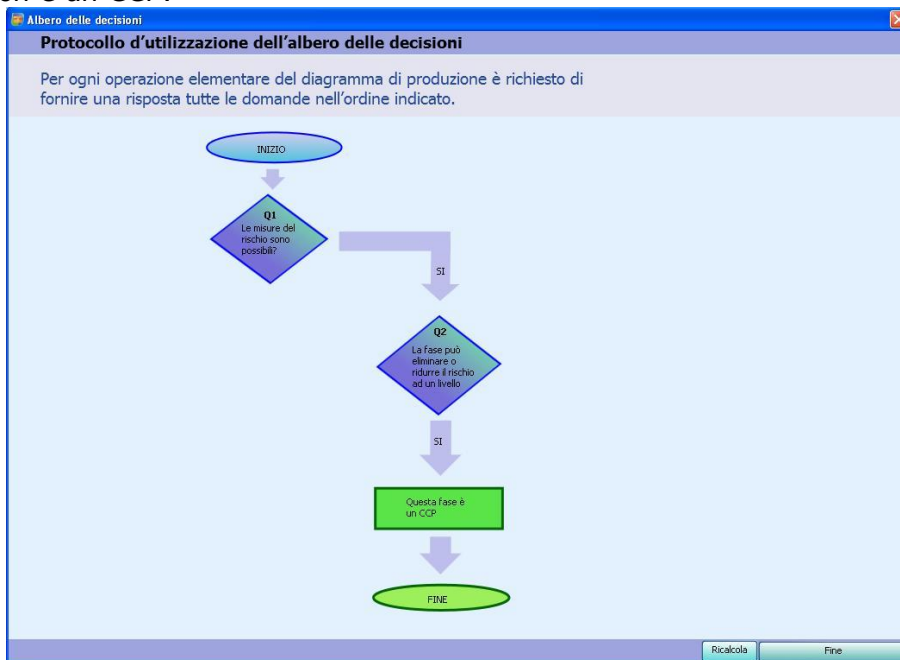 Albero delle decisioni
Protocollo d'utilizzazione dell'albero delle decisioni
Per ogni operazione elementare del diagramma di produzione è richiesto di
fornire una risposta tutte le domande nell'ordine indicato.
INIZIO
Q1
Le misure del
rischio sono
possibili?
SI
Q2
La fase può
eliminare o
ridurre il rischio
ad un livello
SI
Questa fase è
un CCP
FINE
Ricalcola
Fine